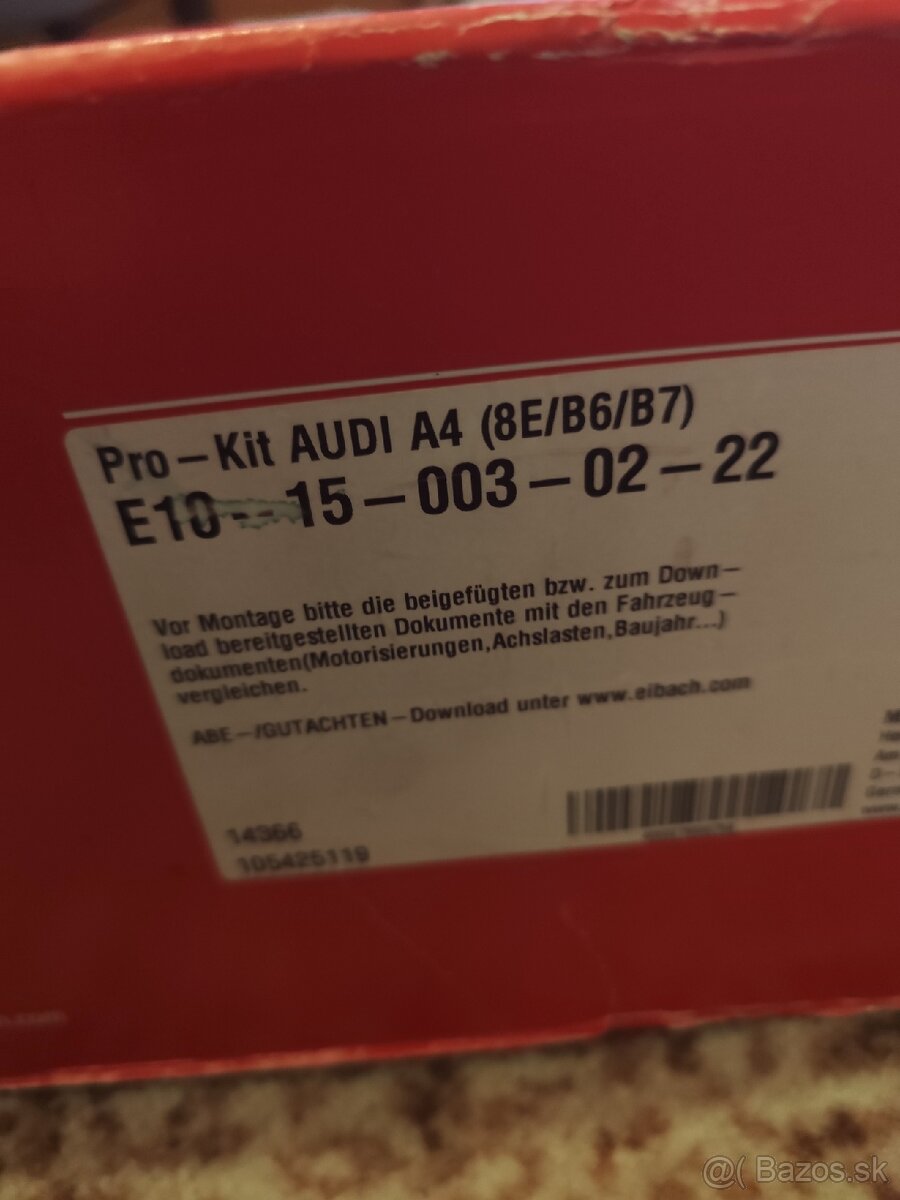 Pro-Kit AUDI A4 (8E/B6/B7)
E10--15-003-02-22
Vor Montage bitte die beigefügten bzw. zum Down-
load bereitgestellten Dokumente mit den Fahrzeug-
dokumenten(Motorisierungen,Achslasten,Baujahr...)
vergleichen.
ABE-/GUTACHTEN-Download unter www.eibach.com
14366
105425119
@( Bazos.sk